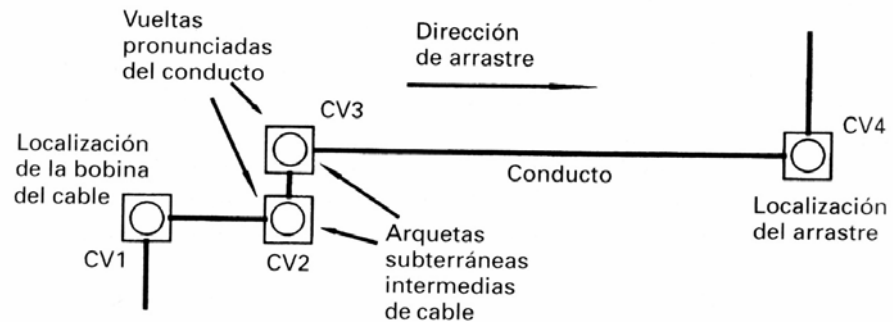 Vueltas
pronunciadas
del conducto
Dirección
de arrastre
CV3
CV4
Localización
de la bobina
del cable
Conducto
Localización
del arrastre
CV1
CV2
Arquetas
subterráneas
intermedias
de cable